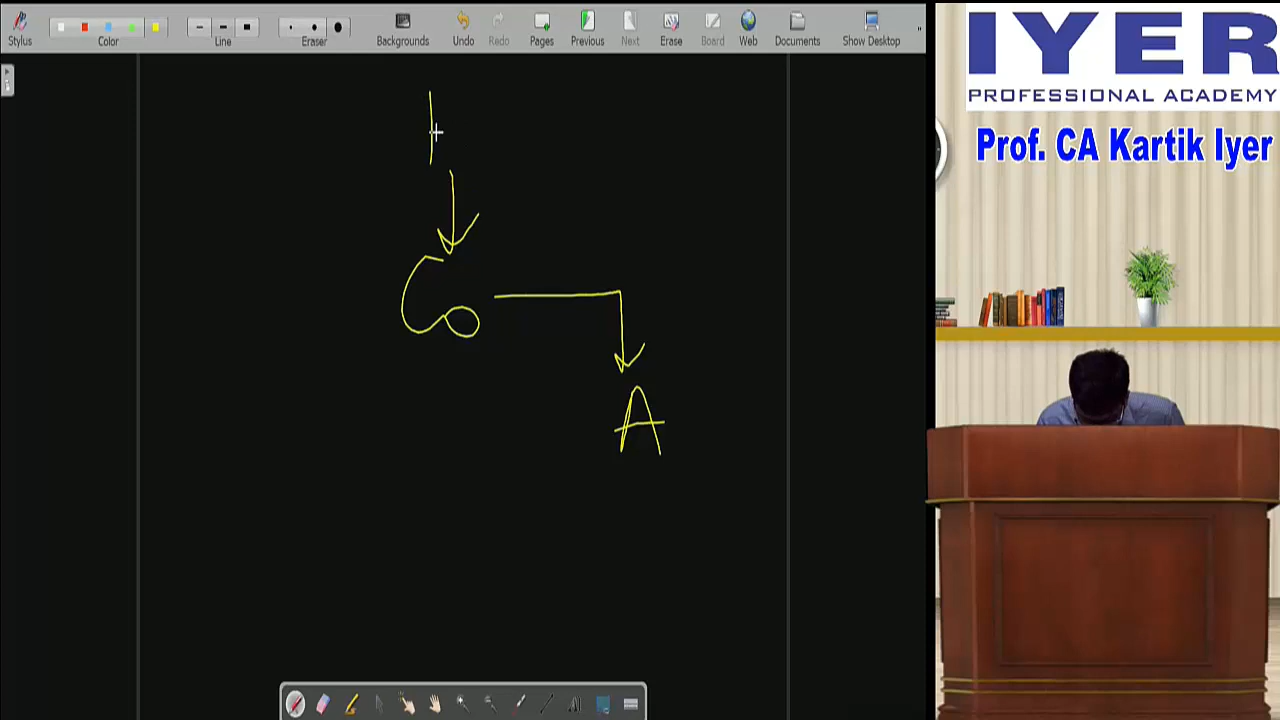 Stylus
Color
Line
Eraser
Backgrounds
Undo
Redo
Pages
Previous
Next
Erase
Board
Web
Documents
Show Desktop
IYER
PROFESSIONAL ACADEMY
Prof. CA Kartik Iyer
Co
A